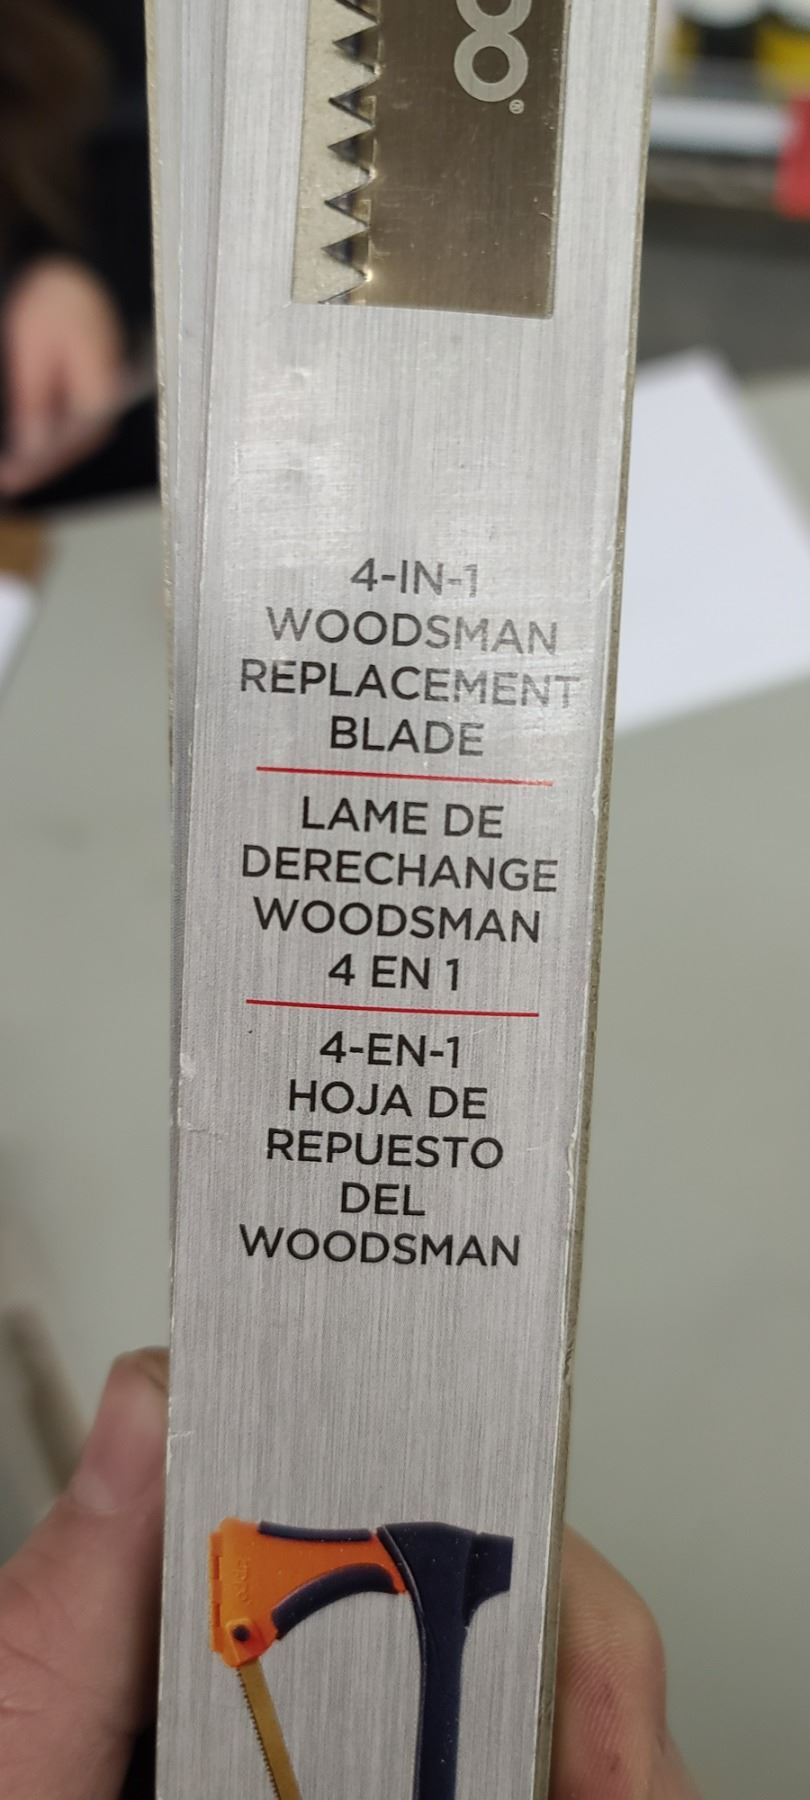 4-IN-1
WOODSMAN
REPLACEMENT
BLADE
LAME DE
DERECHANGE
WOODSMAN
4 EN 1
4-EN-1
HOJA DE
REPUESTO
DEL
WOODSMAN